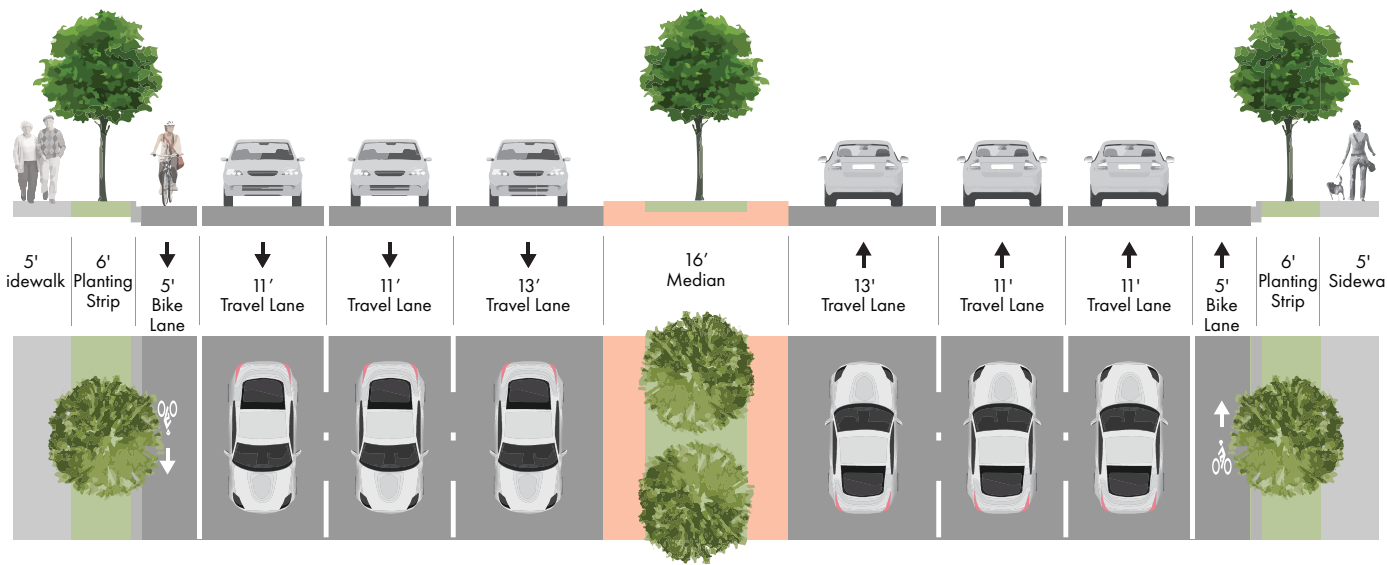 5'
idewalk
6'
Planting
Strip
5'
Bike
Lane
11’
Travel Lane
11’
Travel Lane
13’
Travel Lane
16’
Median
13'
Travel Lane
11'
Travel Lane
11'
Travel Lane
5'
Bike
Lane
6'
Planting
Strip
5'
Sidewa